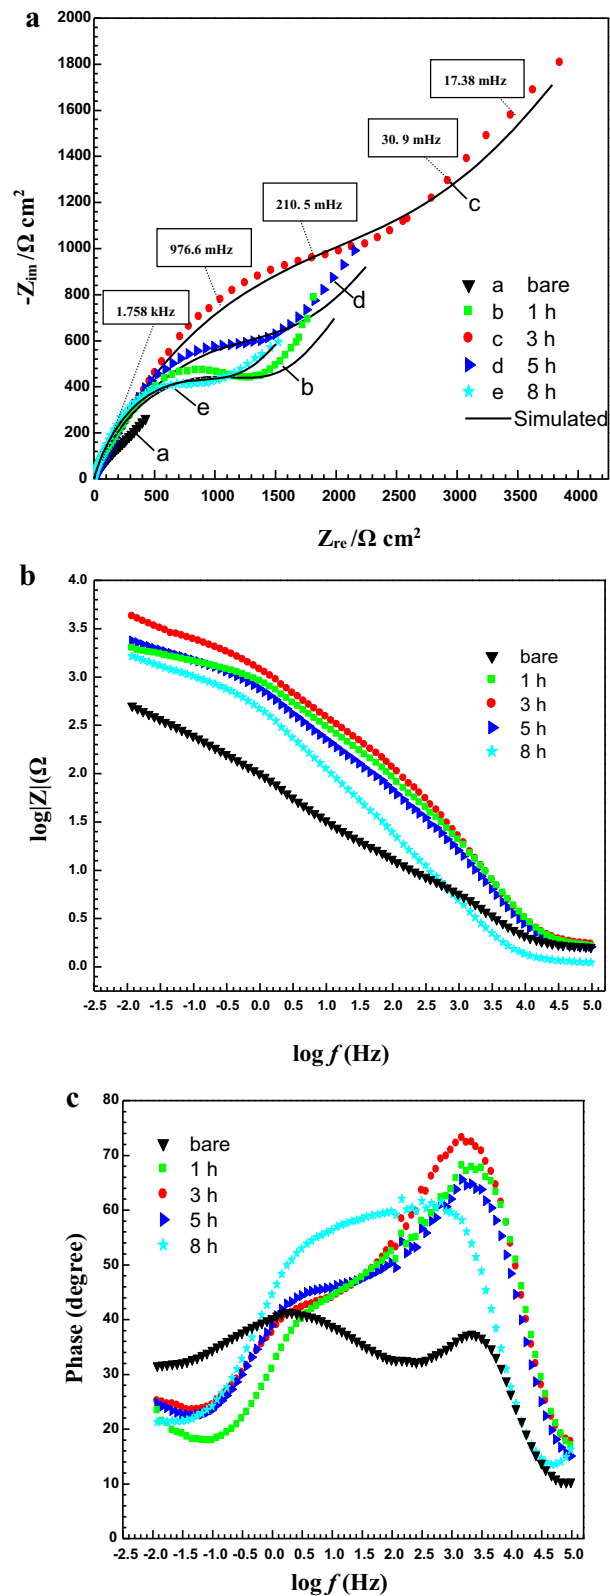 a
2000
1800
1600
1400
1200
1000
800
600
400
200
0
-Zim/Ω cm²
17.38 mHz
30. 9 mHz
210. 5 mHz
976.6 mHz
1.758 kHz
c
d
b
e
a
a bare
b 1 h
c 3 h
d 5 h
e 8 h
Simulated
0 500 1000 1500 2000 2500 3000 3500 4000
Zre /Ω cm²
b
4.0
3.5
3.0
2.5
2.0
1.5
1.0
0.5
0.0
log|Z|(Ω
bare
1 h
3 h
5 h
8 h
-2.5 -2.0 -1.5 -1.0 -0.5 0.0 0.5 1.0 1.5 2.0 2.5 3.0 3.5 4.0 4.5 5.0
log f (Hz)
c
80
70
60
50
40
30
20
10
0
Phase (degree)
bare
1 h
3 h
5 h
8 h
-2.5 -2.0 -1.5 -1.0 -0.5 0.0 0.5 1.0 1.5 2.0 2.5 3.0 3.5 4.0 4.5 5.0
log f (Hz)